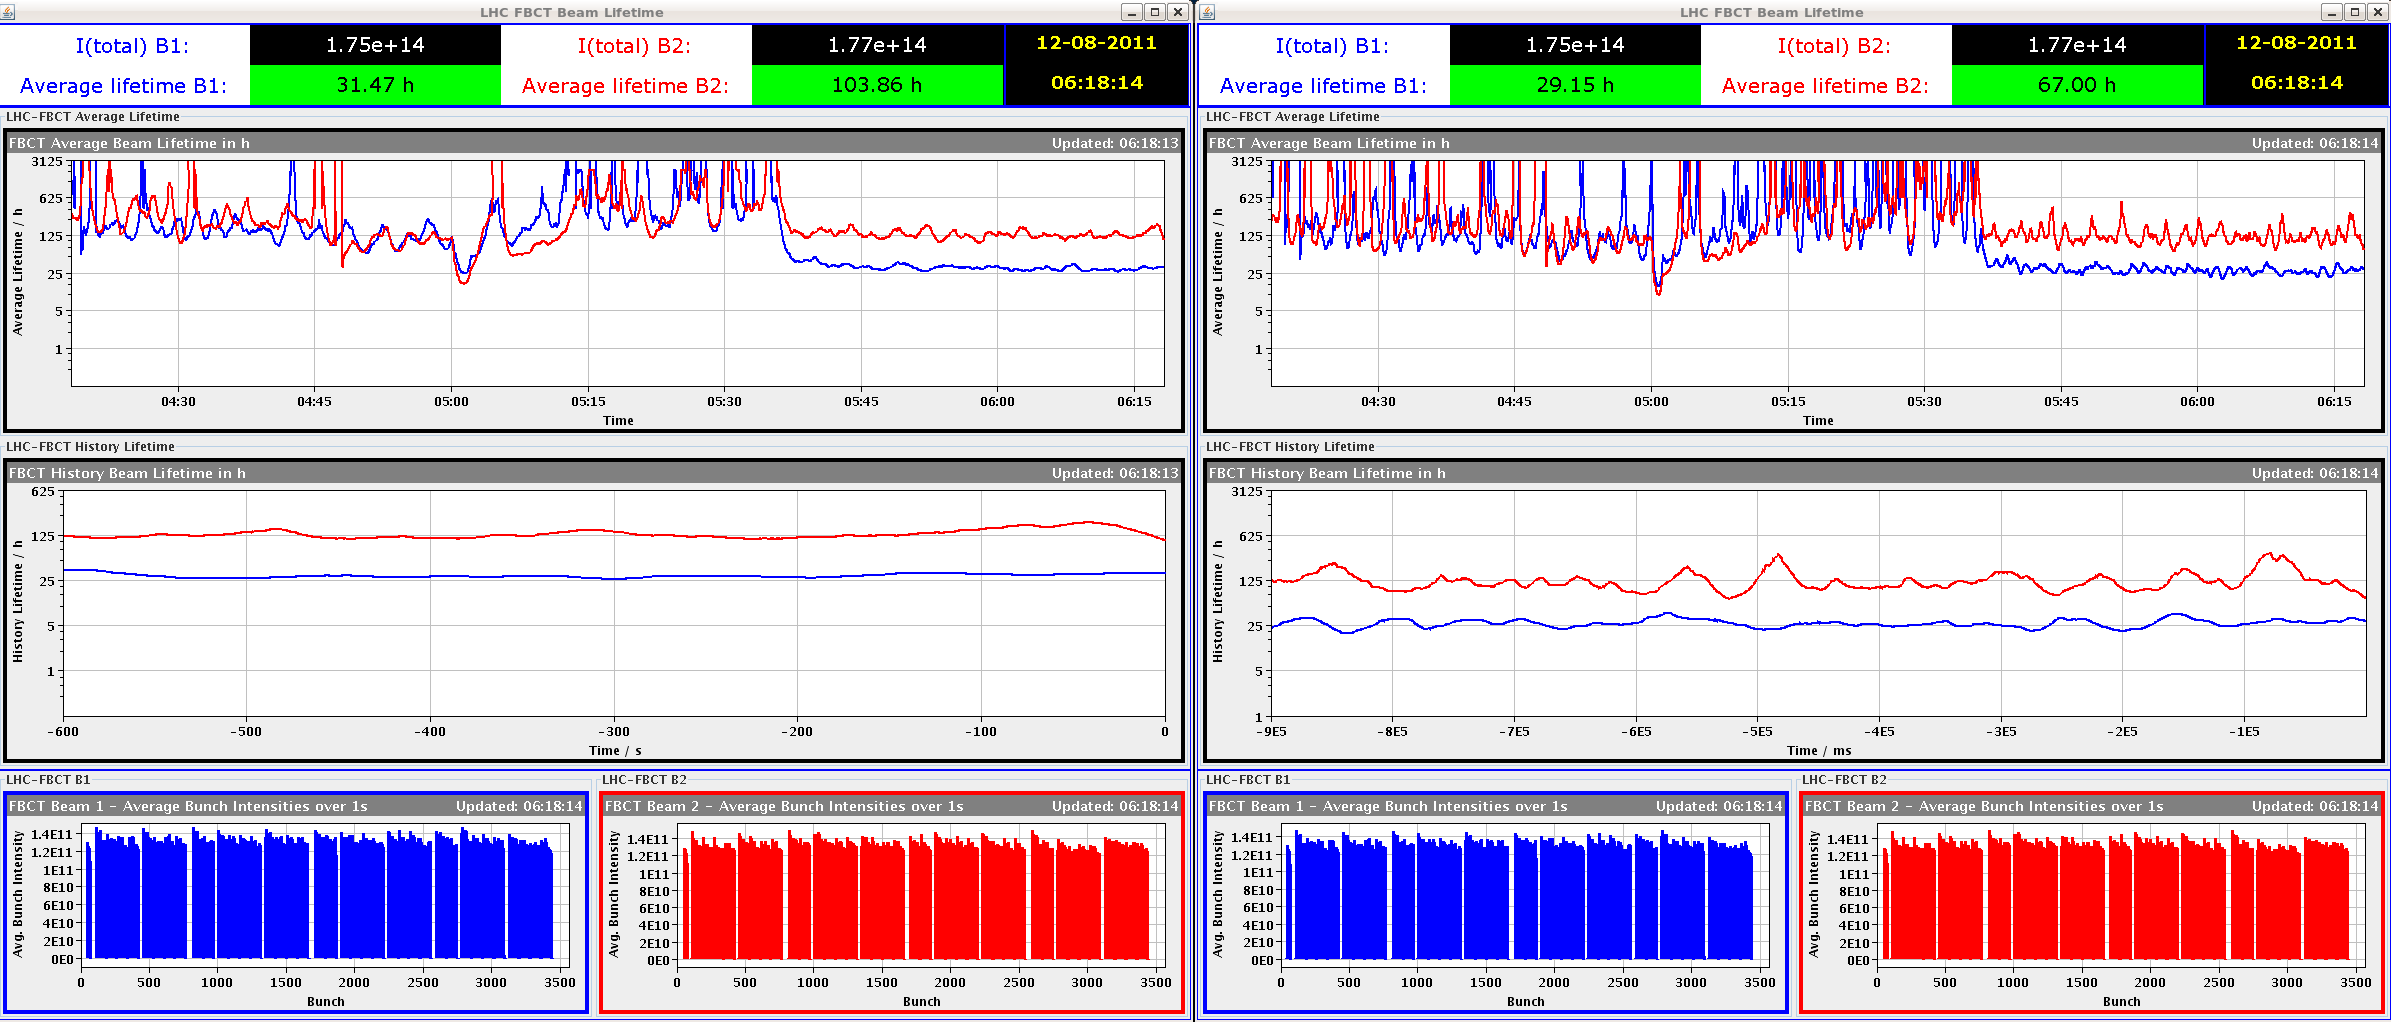 LHC FBCT Beam Lifetime
I(total) B1: 1.75e+14 I(total) B2: 1.77e+14 12-08-2011
Average lifetime B1: 31.47 h Average lifetime B2: 103.86 h 06:18:14
LHC-FBCT Average Lifetime
FBCT Average Beam Lifetime in h Updated: 06:18:13
Average Lifetime / h
3125
625
125
25
5
1
04:30 04:45 05:00 05:15 05:30 05:45 06:00 06:15
Time
LHC-FBCT History Lifetime
FBCT History Beam Lifetime in h Updated: 06:18:13
History Lifetime / h
625
125
25
5
1
-600 -500 -400 -300 -200 -100 0
Time / s
LHC-FBCT B1
FBCT Beam 1 - Average Bunch Intensities over 1s Updated: 06:18:14
Avg. Bunch Intensity
1.4E11
1.2E11
1E11
8E10
6E10
4E10
2E10
0E0
0 500 1000 1500 2000 2500 3000 3500
Bunch
LHC-FBCT B2
FBCT Beam 2 - Average Bunch Intensities over 1s Updated: 06:18:14
Avg. Bunch Intensity
1.4E11
1.2E11
1E11
8E10
6E10
4E10
2E10
0E0
0 500 1000 1500 2000 2500 3000 3500
Bunch
LHC FBCT Beam Lifetime
I(total) B1: 1.75e+14 I(total) B2: 1.77e+14 12-08-2011
Average lifetime B1: 29.15 h Average lifetime B2: 67.00 h 06:18:14
LHC-FBCT Average Lifetime
FBCT Average Beam Lifetime in h Updated: 06:18:14
Average Lifetime / h
3125
625
125
25
5
1
04:30 04:45 05:00 05:15 05:30 05:45 06:00 06:15
Time
LHC-FBCT History Lifetime
FBCT History Beam Lifetime in h Updated: 06:18:14
History Lifetime / h
3125
625
125
25
5
1
-9E5 -8E5 -7E5 -6E5 -5E5 -4E5 -3E5 -2E5 -1E5
Time / ms
LHC-FBCT B1
FBCT Beam 1 - Average Bunch Intensities over 1s Updated: 06:18:14
Avg. Bunch Intensity
1.4E11
1.2E11
1E11
8E10
6E10
4E10
2E10
0E0
0 500 1000 1500 2000 2500 3000 3500
Bunch
LHC-FBCT B2
FBCT Beam 2 - Average Bunch Intensities over 1s Updated: 06:18:14
Avg. Bunch Intensity
1.4E11
1.2E11
1E11
8E10
6E10
4E10
2E10
0E0
0 500 1000 1500 2000 2500 3000 3500
Bunch